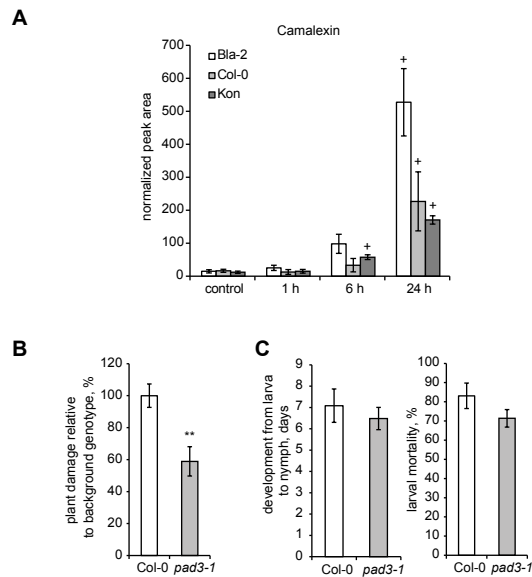 A
Camalexin
Bla-2
Col-0
Kon
normalized peak area
700
600
500
400
300
200
100
0
+
+
+
+
control 1 h 6 h 24 h
B
plant damage relative
to background genotype, %
120
100
80
60
40
20
0
**
Col-0 pad3-1
C
development from larva
to nymph, days
9
8
7
6
5
4
3
2
1
0
Col-0 pad3-1
larval mortality, %
100
90
80
70
60
50
40
30
20
10
0
Col-0 pad3-1